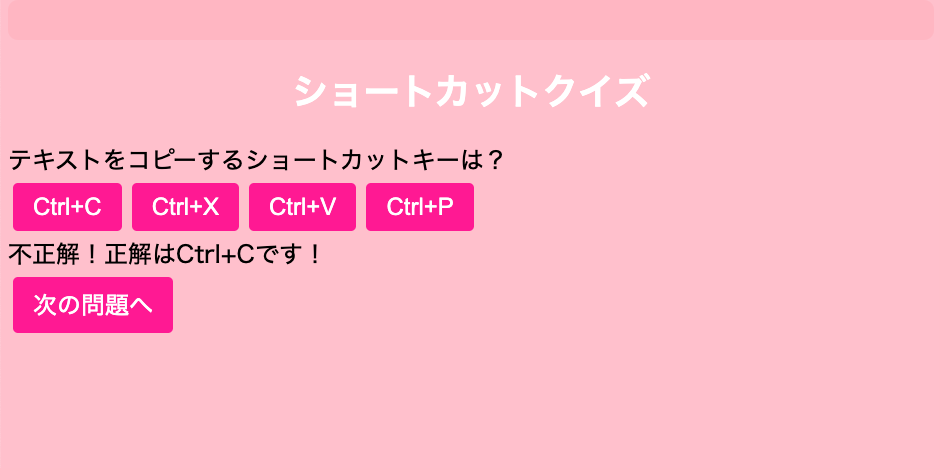 ショートカットクイズ
テキストをコピーするショートカットキーは？
Ctrl+C Ctrl+X Ctrl+V Ctrl+P
不正解！正解はCtrl+Cです！
次の問題へ